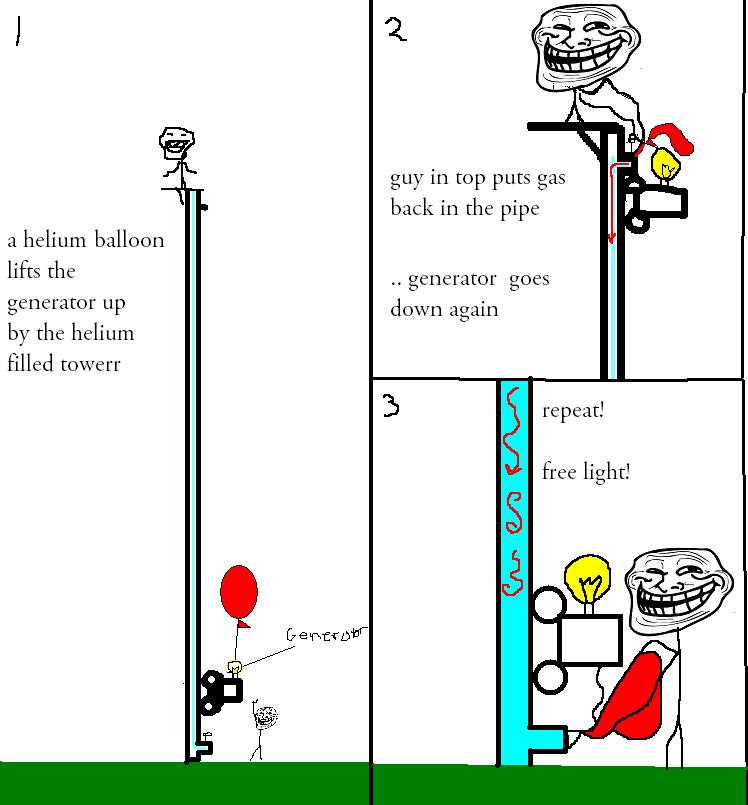 1
a helium balloon
lifts the
generator up
by the helium
filled towerr
Generator
2
guy in top puts gas
back in the pipe
.. generator goes
down again
3
repeat!
free light!